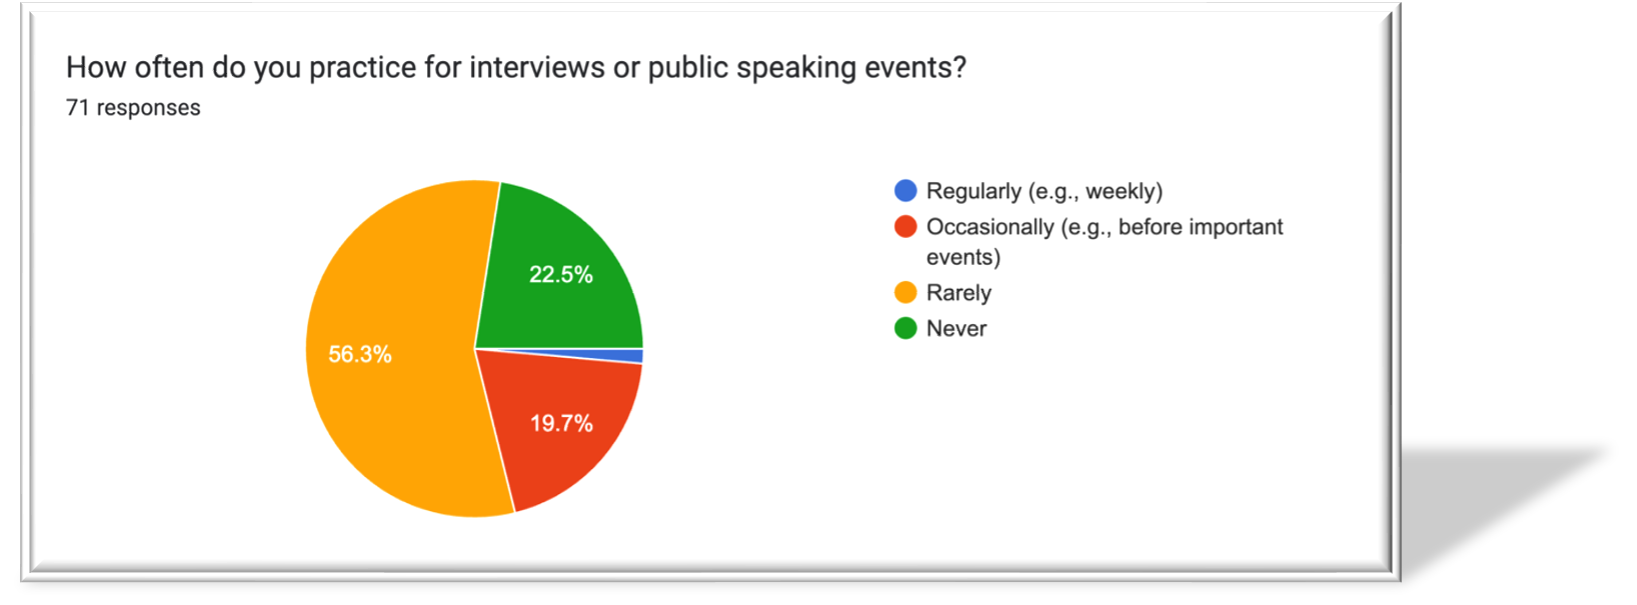 How often do you practice for interviews or public speaking events?
71 responses
22.5%
56.3%
19.7%
Regularly (e.g., weekly)
Occasionally (e.g., before important
events)
Rarely
Never